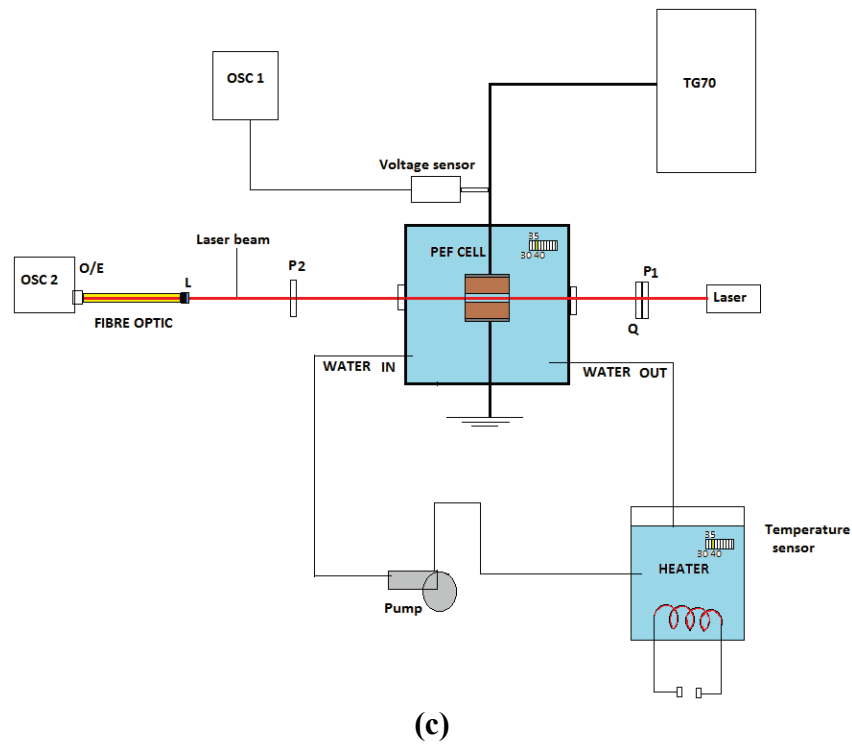 OSC 1
TG70
Voltage sensor
Laser beam
PEF CELL
35
30 40
P2
P1
OSC 2
O/E
L
Laser
FIBRE OPTIC
Q
WATER IN
WATER OUT
35
30 40
HEATER
Temperature
sensor
Pump
(c)